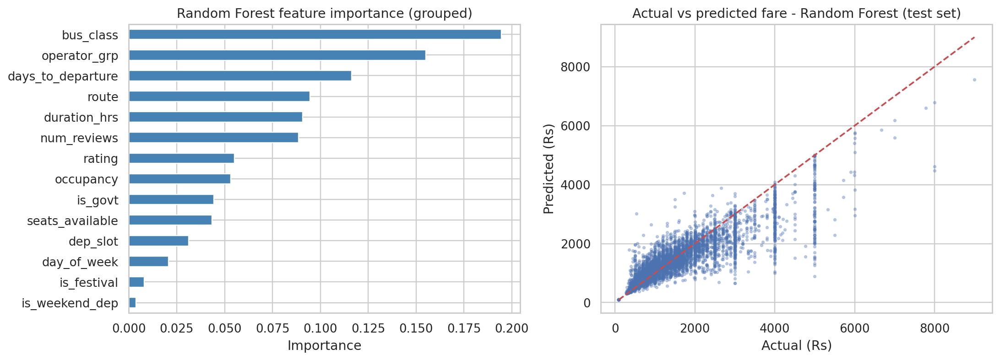 Random Forest feature importance (grouped)
bus_class
operator_grp
days_to_departure
route
duration_hrs
num_reviews
rating
occupancy
is_govt
seats_available
dep_slot
day_of_week
is_festival
is_weekend_dep
0.000 0.025 0.050 0.075 0.100 0.125 0.150 0.175 0.200
Importance
Actual vs predicted fare - Random Forest (test set)
Predicted (Rs)
8000
6000
4000
2000
0
0 2000 4000 6000 8000
Actual (Rs)